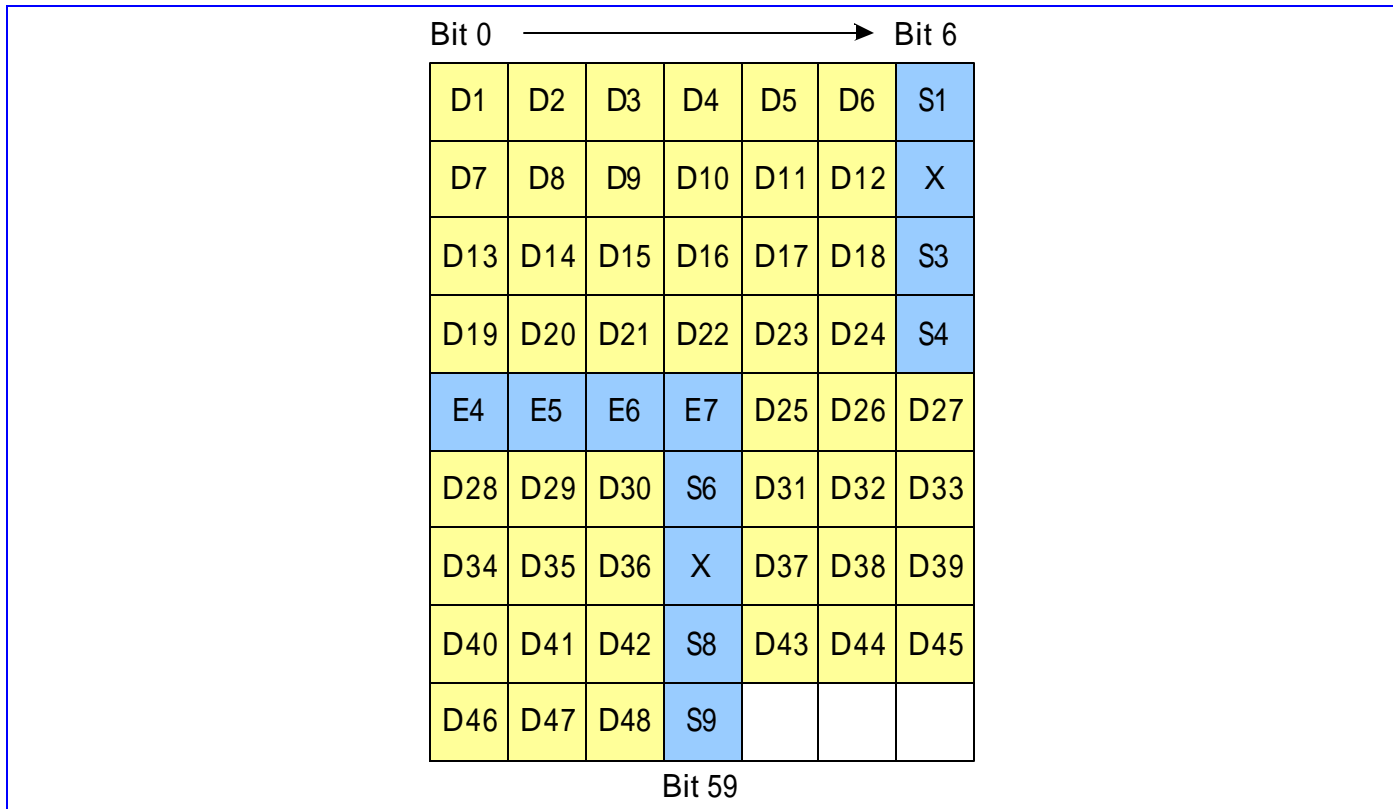 Bit 0 Bit 6
D1 D2 D3 D4 D5 D6 S1
D7 D8 D9 D10 D11 D12 X
D13 D14 D15 D16 D17 D18 S3
D19 D20 D21 D22 D23 D24 S4
E4 E5 E6 E7 D25 D26 D27
D28 D29 D30 S6 D31 D32 D33
D34 D35 D36 X D37 D38 D39
D40 D41 D42 S8 D43 D44 D45
D46 D47 D48 S9
Bit 59